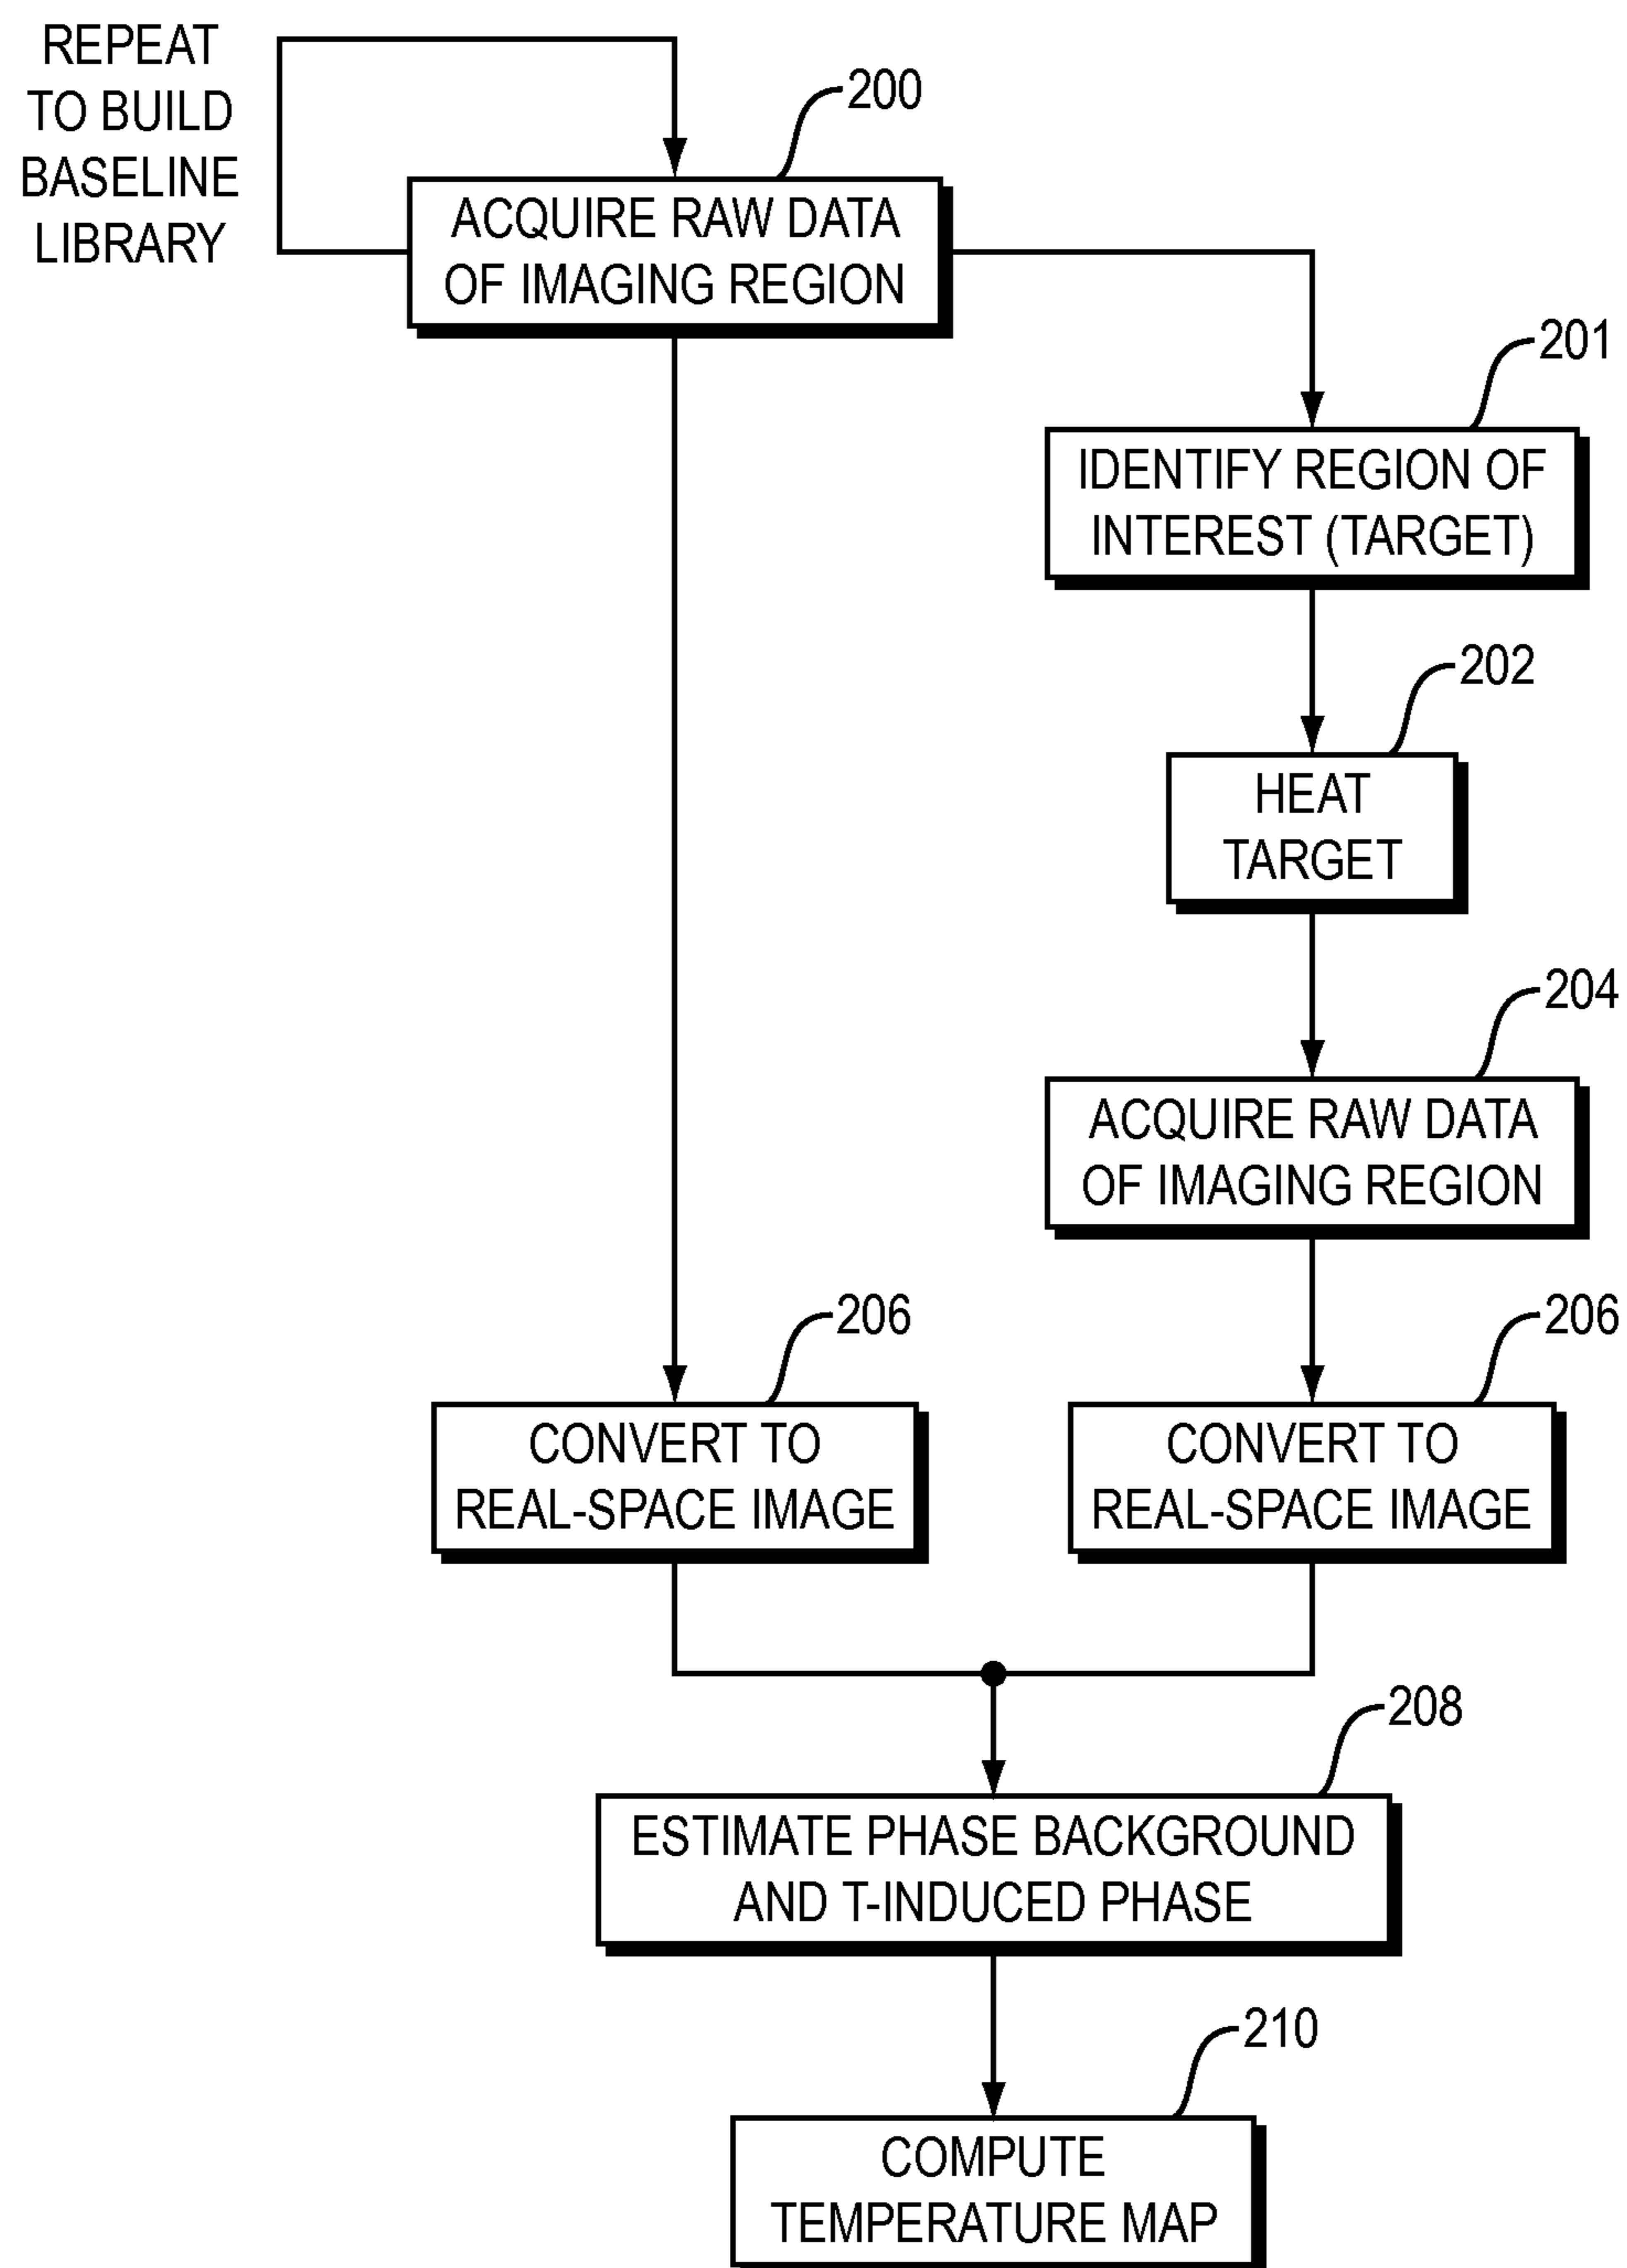 REPEAT
TO BUILD
BASELINE
LIBRARY
200
ACQUIRE RAW DATA
OF IMAGING REGION
201
IDENTIFY REGION OF
INTEREST (TARGET)
202
HEAT
TARGET
204
ACQUIRE RAW DATA
OF IMAGING REGION
206
CONVERT TO
REAL-SPACE IMAGE
206
CONVERT TO
REAL-SPACE IMAGE
208
ESTIMATE PHASE BACKGROUND
AND T-INDUCED PHASE
210
COMPUTE
TEMPERATURE MAP